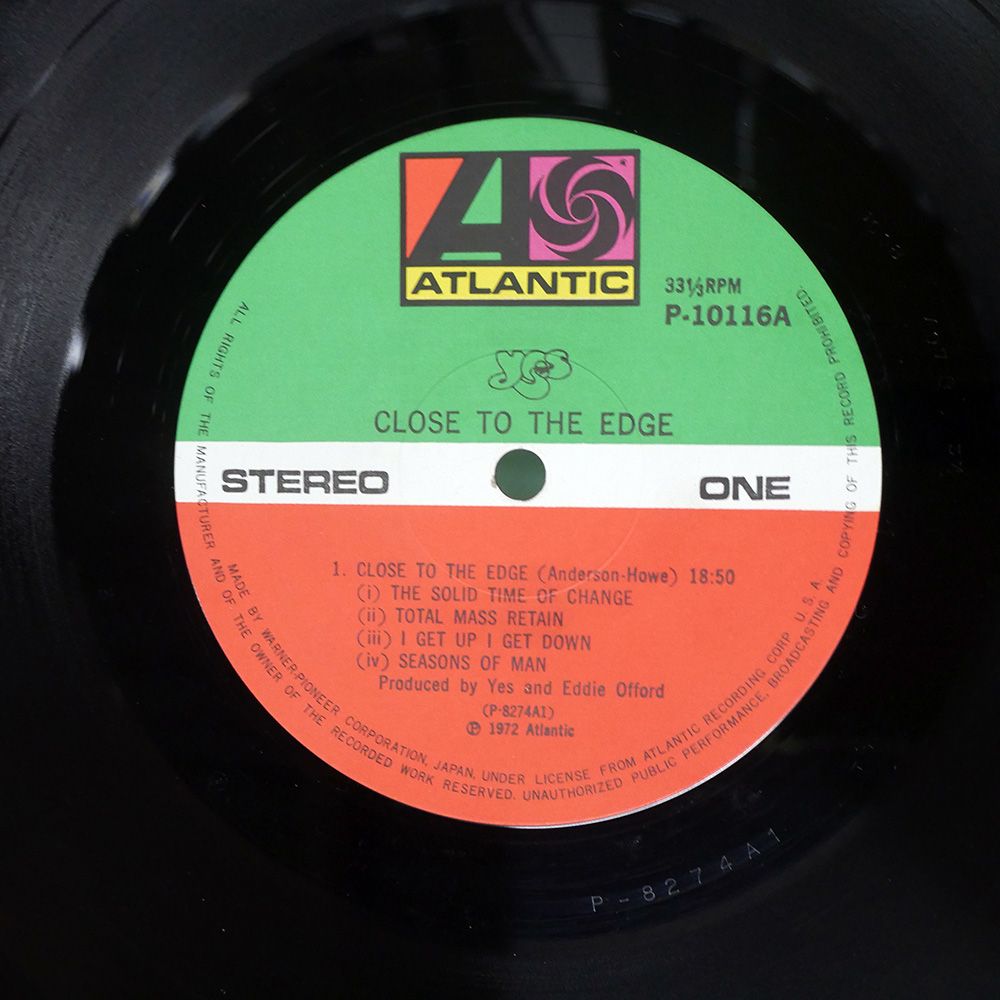 ATLANTIC
33⅓RPM
P-10116A
yes
CLOSE TO THE EDGE
STEREO
ONE
1. CLOSE TO THE EDGE (Anderson-Howe) 18:50
(i) THE SOLID TIME OF CHANGE
(ii) TOTAL MASS RETAIN
(iii) I GET UP I GET DOWN
(iv) SEASONS OF MAN
Produced by Yes and Eddie Offord
(P-8274A1)
Ⓟ 1972 Atlantic
ALL RIGHTS OF THE MANUFACTURER AND OF THE OWNER OF THE RECORDED WORK RESERVED. UNAUTHORIZED PUBLIC PERFORMANCE, BROADCASTING AND COPYING OF THIS RECORD PROHIBITED.
MADE BY WARNER-PIONEER CORPORATION, JAPAN, UNDER LICENSE FROM ATLANTIC RECORDING CORP. U. S. A.
P-8274A1